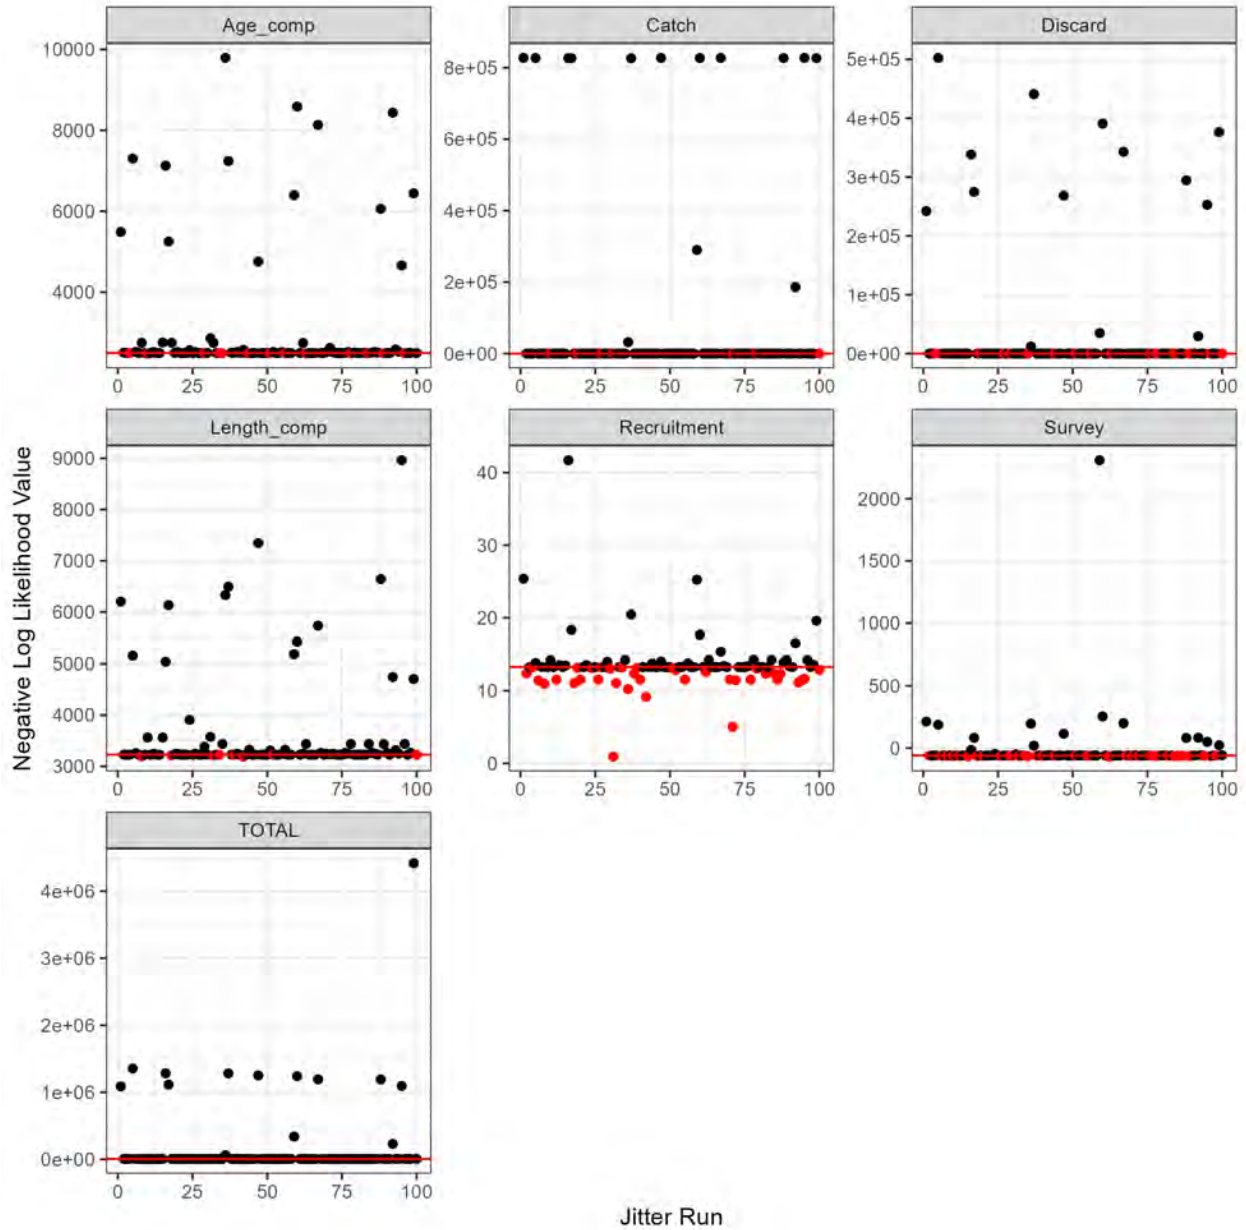 Age_comp
Catch
Discard
10000
8000
6000
4000
0 25 50 75 100
8e+05
6e+05
4e+05
2e+05
0e+00
0 25 50 75 100
5e+05
4e+05
3e+05
2e+05
1e+05
0e+00
0 25 50 75 100
Negative Log Likelihood Value
Length_comp
Recruitment
Survey
9000
8000
7000
6000
5000
4000
3000
0 25 50 75 100
40
30
20
10
0
0 25 50 75 100
2000
1500
1000
500
0
0 25 50 75 100
TOTAL
4e+06
3e+06
2e+06
1e+06
0e+00
0 25 50 75 100
Jitter Run